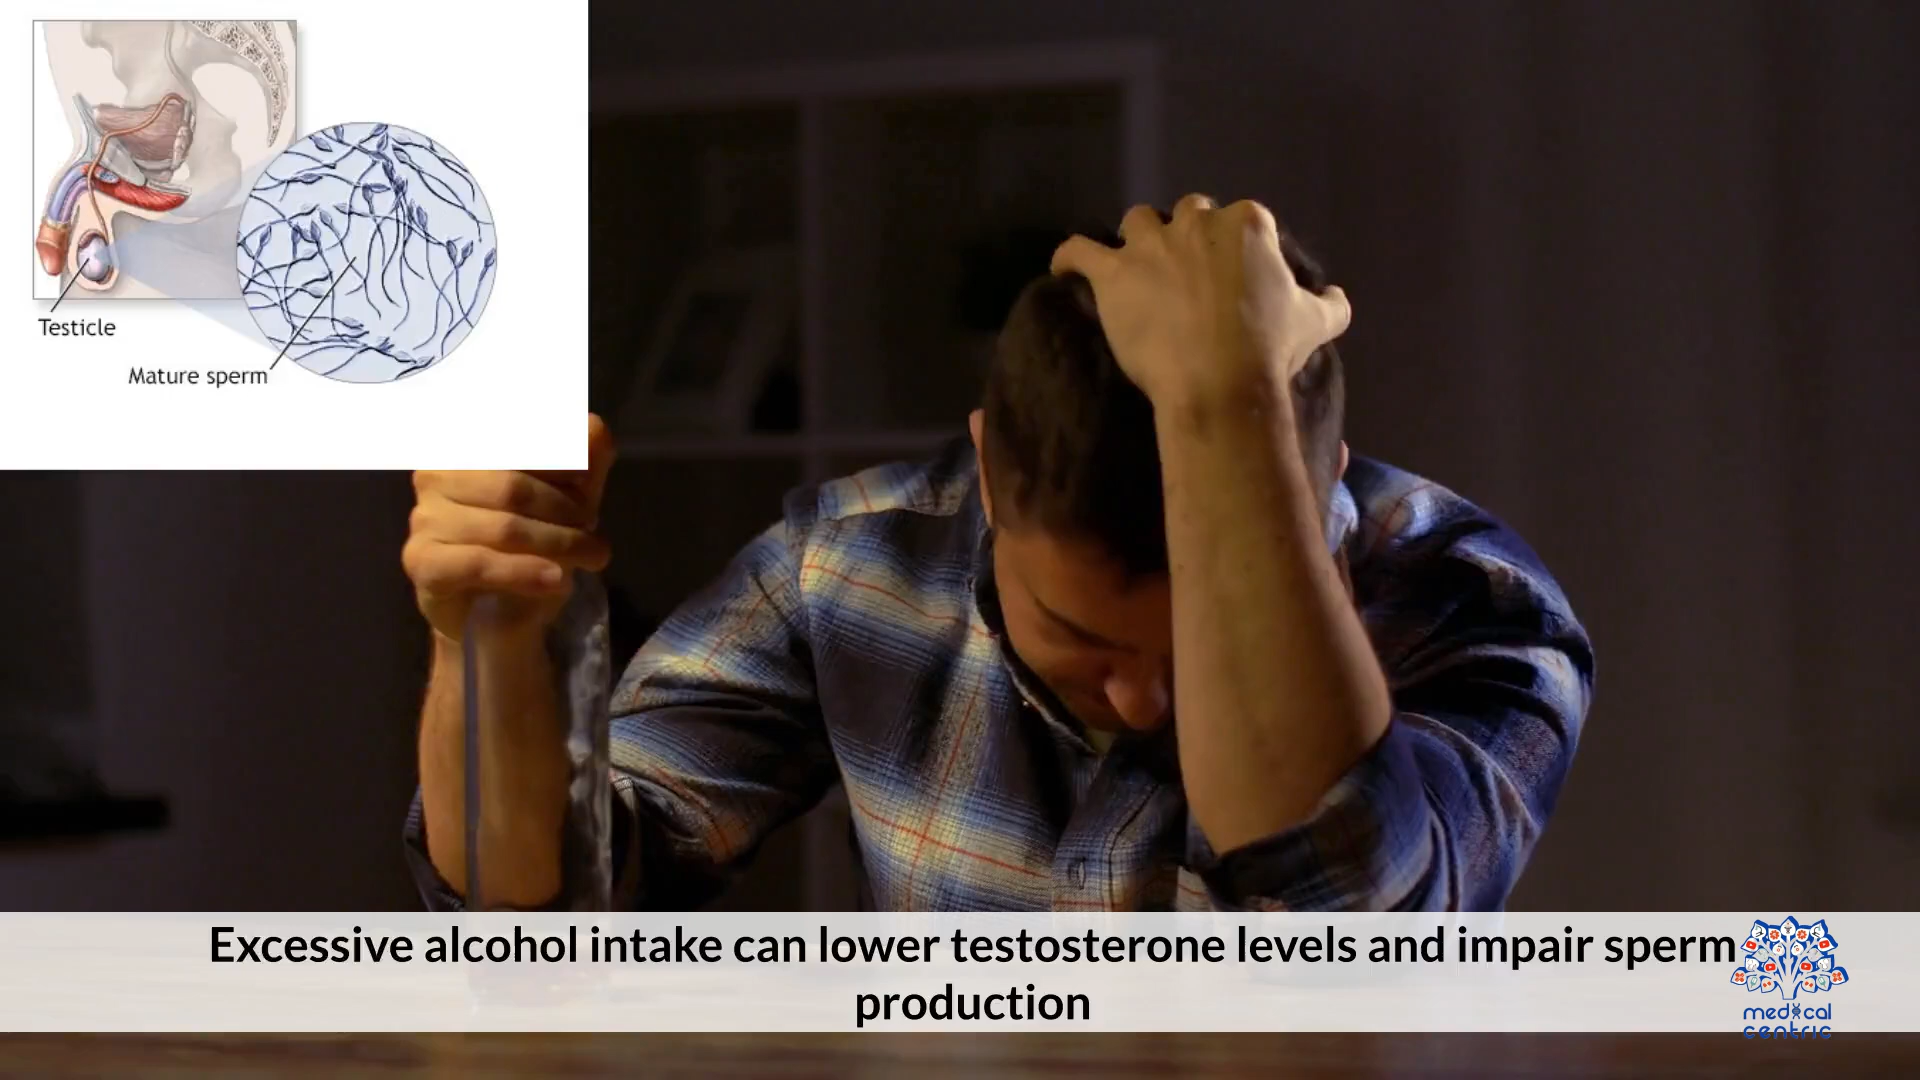 Testicle
Mature sperm
Excessive alcohol intake can lower testosterone levels and impair sperm
production
medical
centric